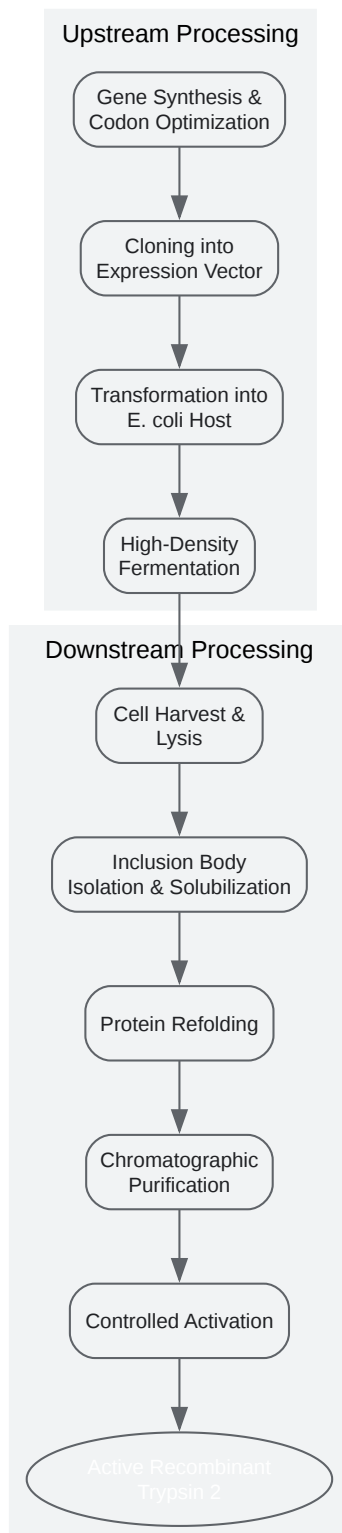 Upstream Processing
Gene Synthesis &
Codon Optimization
Cloning into
Expression Vector
Transformation into
E. coli Host
High-Density
Fermentation
Downstream Processing
Cell Harvest &
Lysis
Inclusion Body
Isolation & Solubilization
Protein Refolding
Chromatographic
Purification
Controlled Activation
Active Recombinant
Trypsin 2